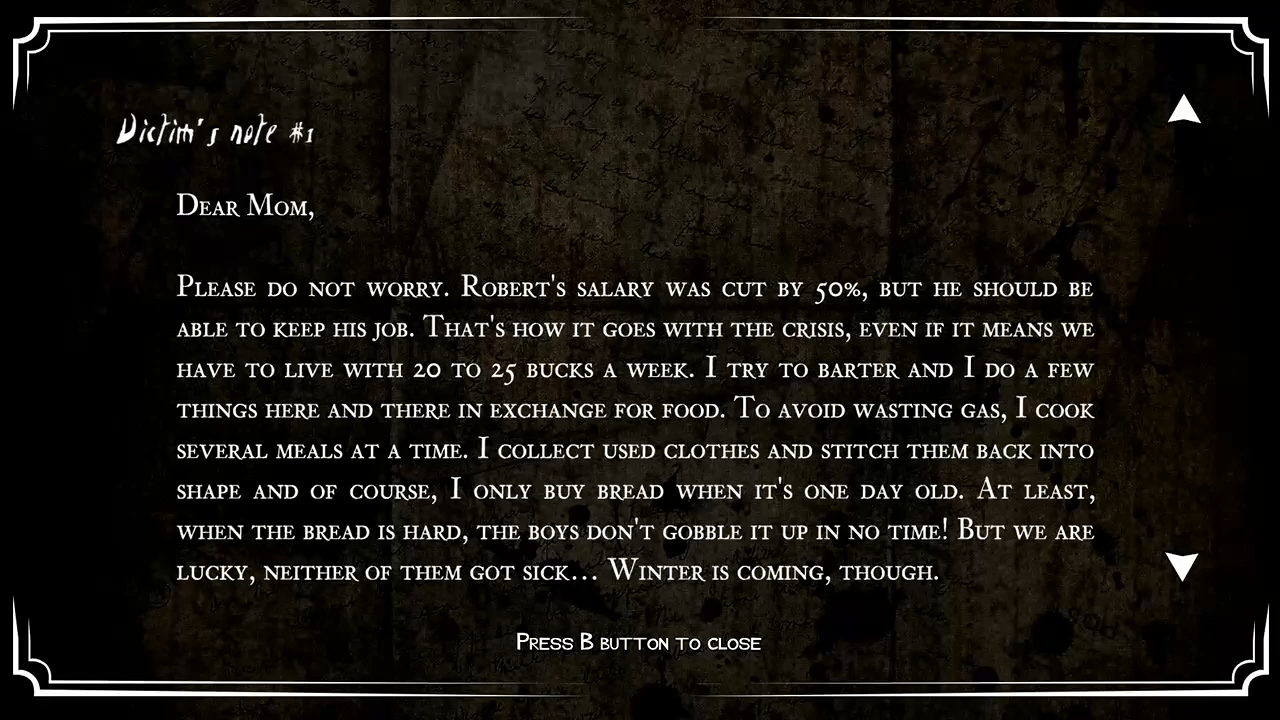 Victim's note #1
Dear Mom,
Please do not worry. Robert's salary was cut by 50%, but he should be
able to keep his job. That's how it goes with the crisis, even if it means we
have to live with 20 to 25 bucks a week. I try to barter and I do a few
things here and there in exchange for food. To avoid wasting gas, I cook
several meals at a time. I collect used clothes and stitch them back into
shape and of course, I only buy bread when it's one day old. At least,
when the bread is hard, the boys don't gobble it up in no time! But we are
lucky, neither of them got sick... Winter is coming, though.
Press B button to close